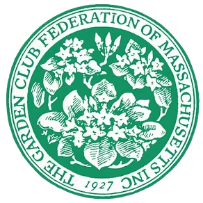 THE GARDEN CLUB FEDERATION OF MASSACHUSETTS INC
1927